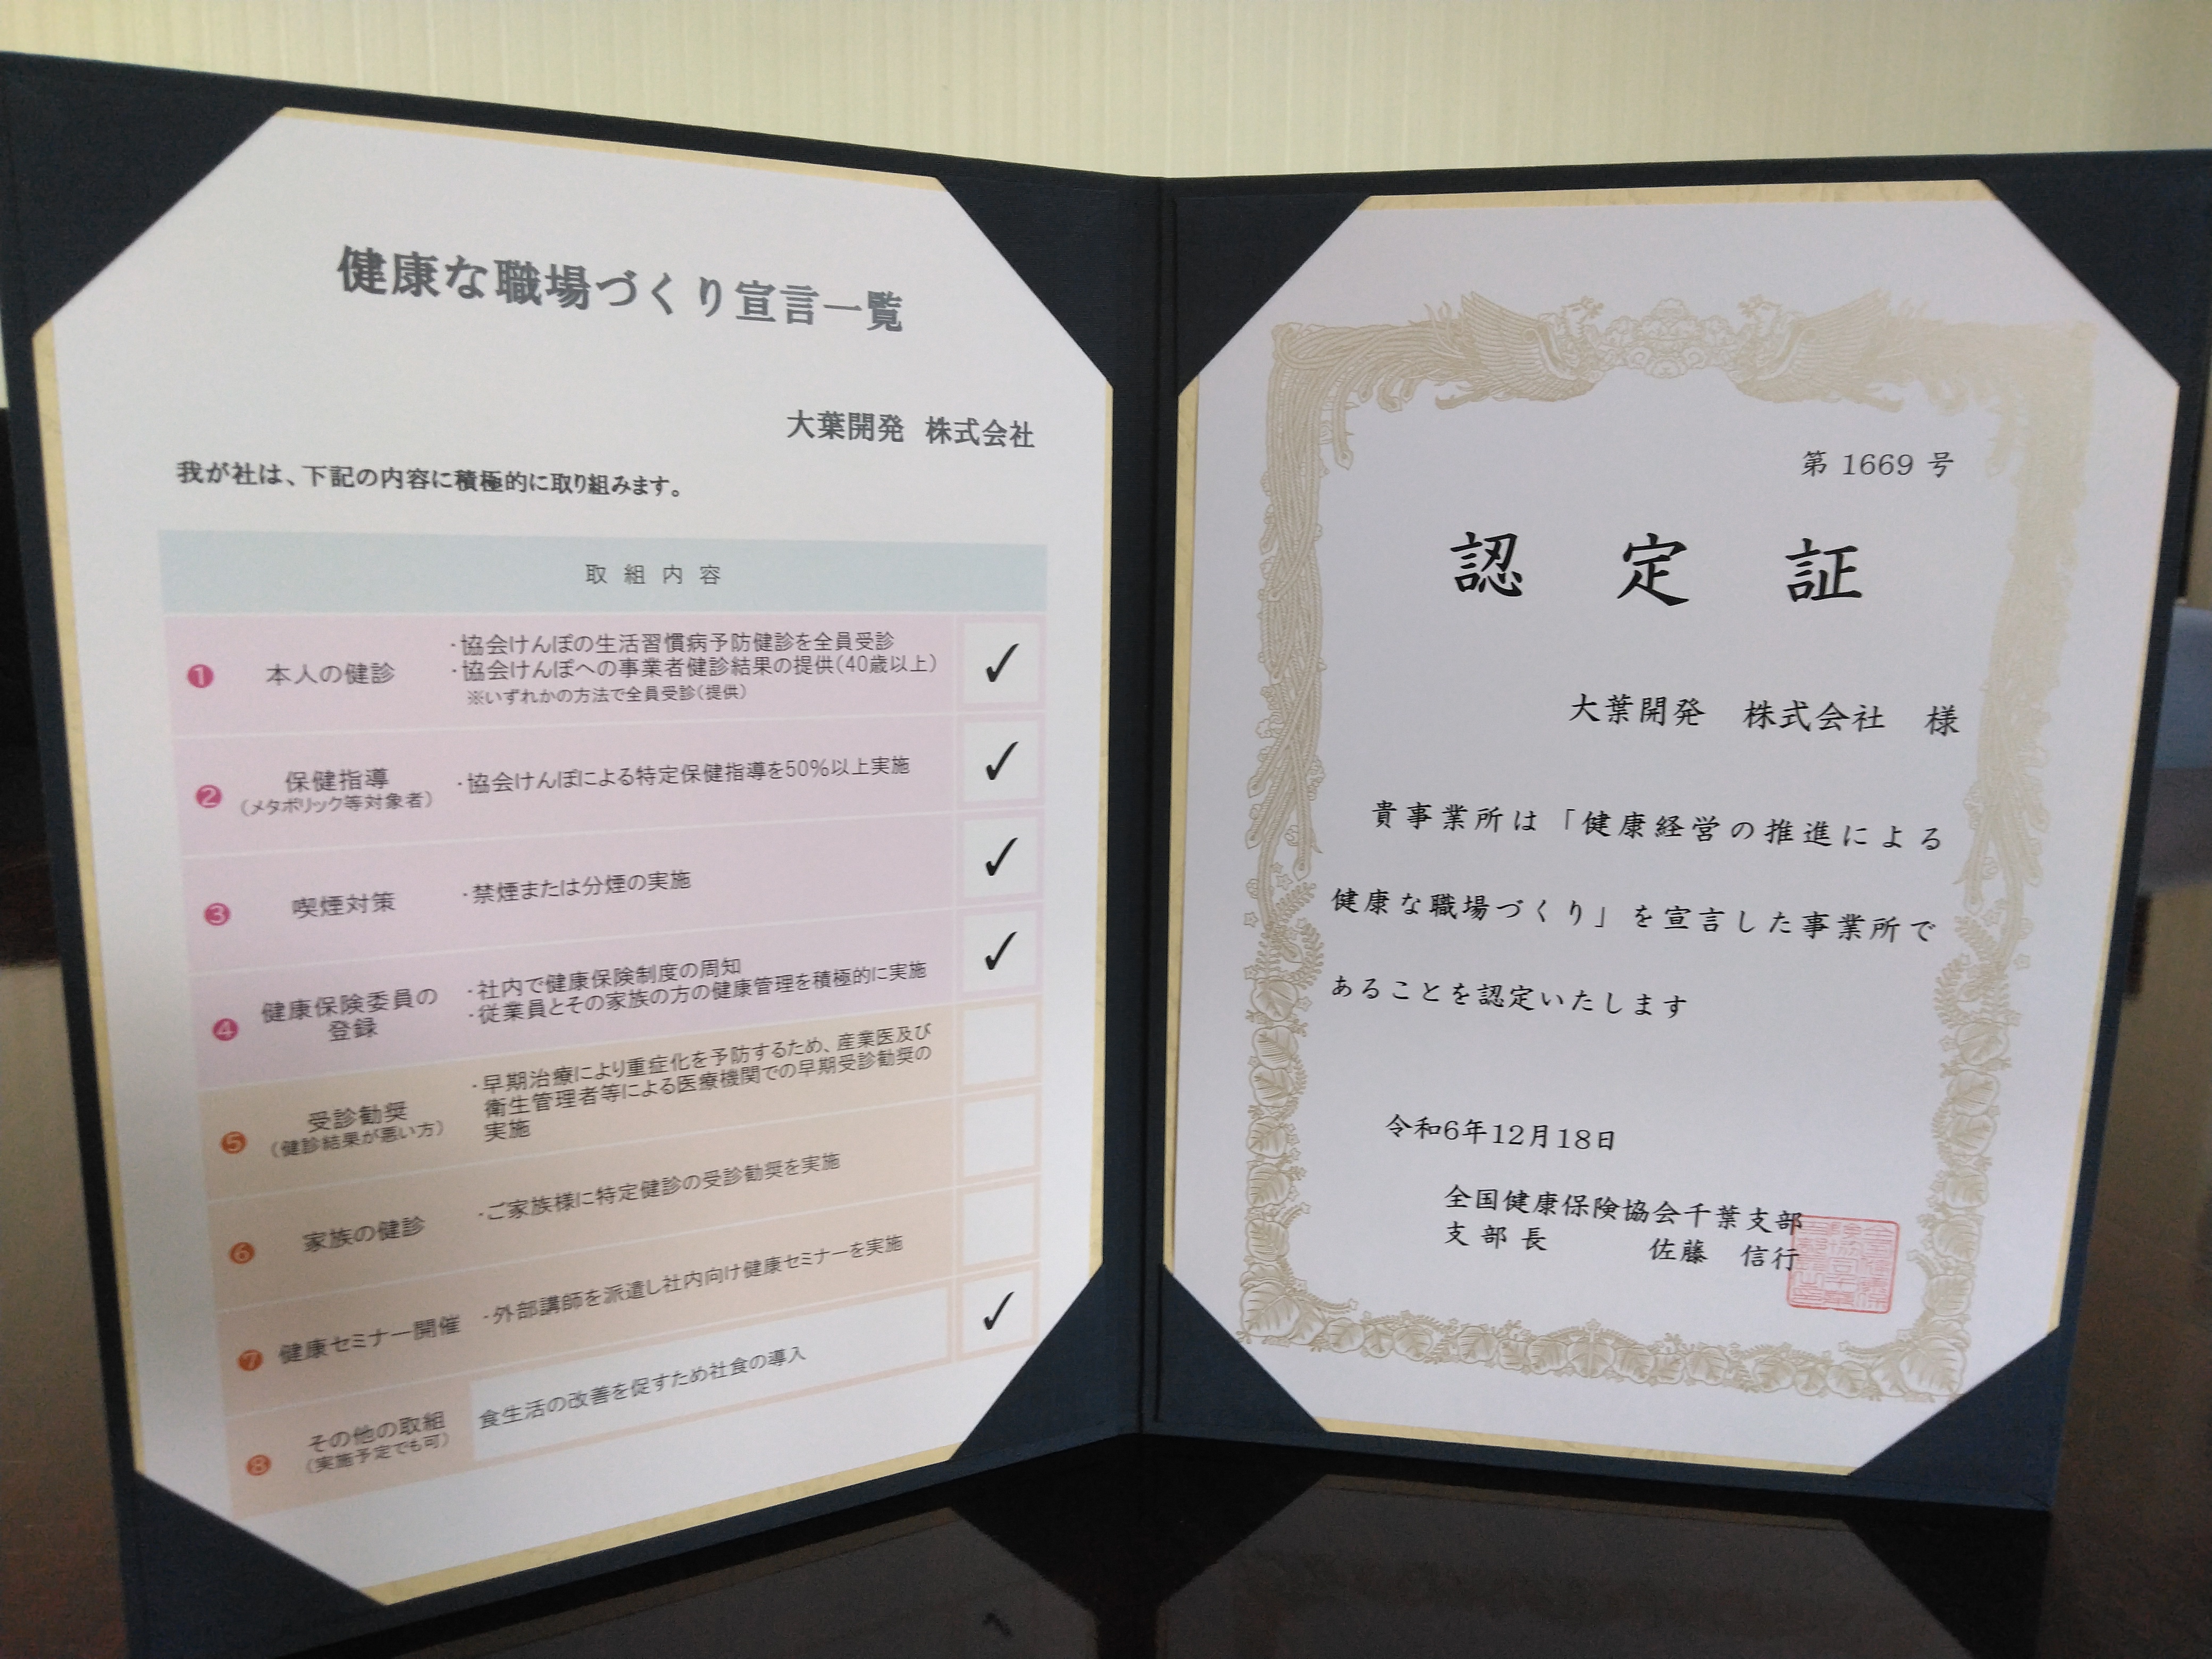 健康な職場づくり宣言一覧
大葉開発 株式会社
我が社は、下記の内容に積極的に取り組みます。
取組内容
❶ 本人の健診
・協会けんぽの生活習慣病予防健診を全員受診
・協会けんぽへの事業者健診結果の提供(40歳以上)
※いずれかの方法で全員受診(提供)
✓
❷ 保健指導
(メタボリック等対象者)
・協会けんぽによる特定保健指導を50%以上実施
✓
❸ 喫煙対策
・禁煙または分煙の実施
✓
❹ 健康保険委員の
登録
・社内で健康保険制度の周知
・従業員とその家族の方の健康管理を積極的に実施
✓
❺ 受診勧奨
(健診結果が悪い方)
・早期治療により重症化を予防するため、産業医及び
衛生管理者等による医療機関での早期受診勧奨の
実施
❻ 家族の健診
・ご家族様に特定健診の受診勧奨を実施
❼ 健康セミナー開催
・外部講師を派遣し社内向け健康セミナーを実施
❽ その他の取組
(実施予定でも可)
食生活の改善を促すため社食の導入
✓
第 1669 号
認定証
大葉開発 株式会社 様
貴事業所は「健康経営の推進による
健康な職場づくり」を宣言した事業所で
あることを認定いたします
令和6年12月18日
全国健康保険協会千葉支部
支部長 佐藤 信行